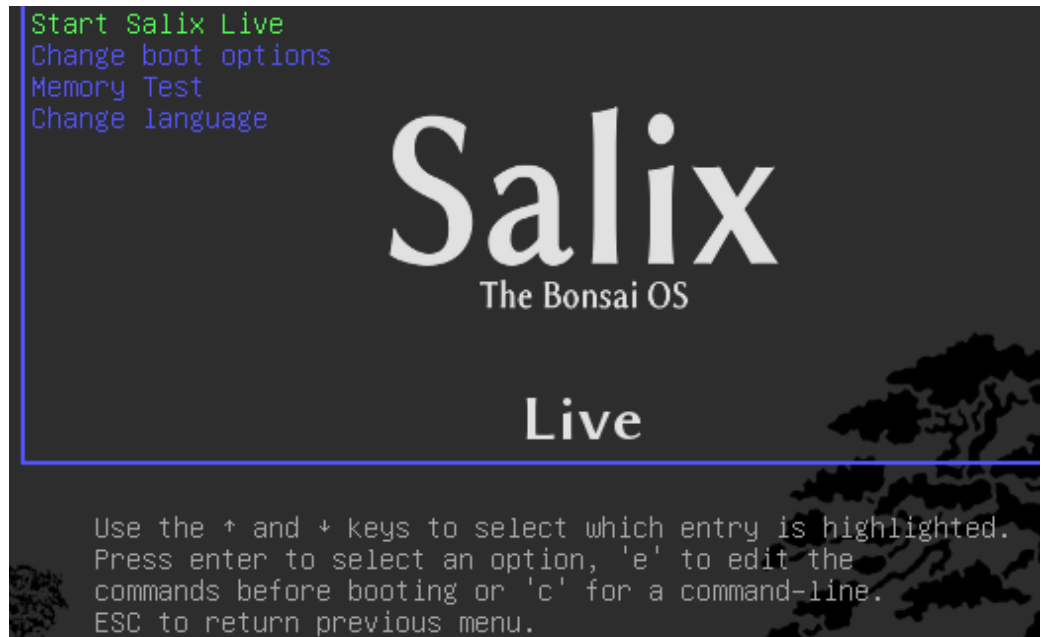 Start Salix Live
Change boot options
Memory Test
Change language
Salix
The Bonsai OS
Live
Use the ↑ and ↓ keys to select which entry is highlighted.
Press enter to select an option, 'e' to edit the
commands before booting or 'c' for a command-line.
ESC to return previous menu.